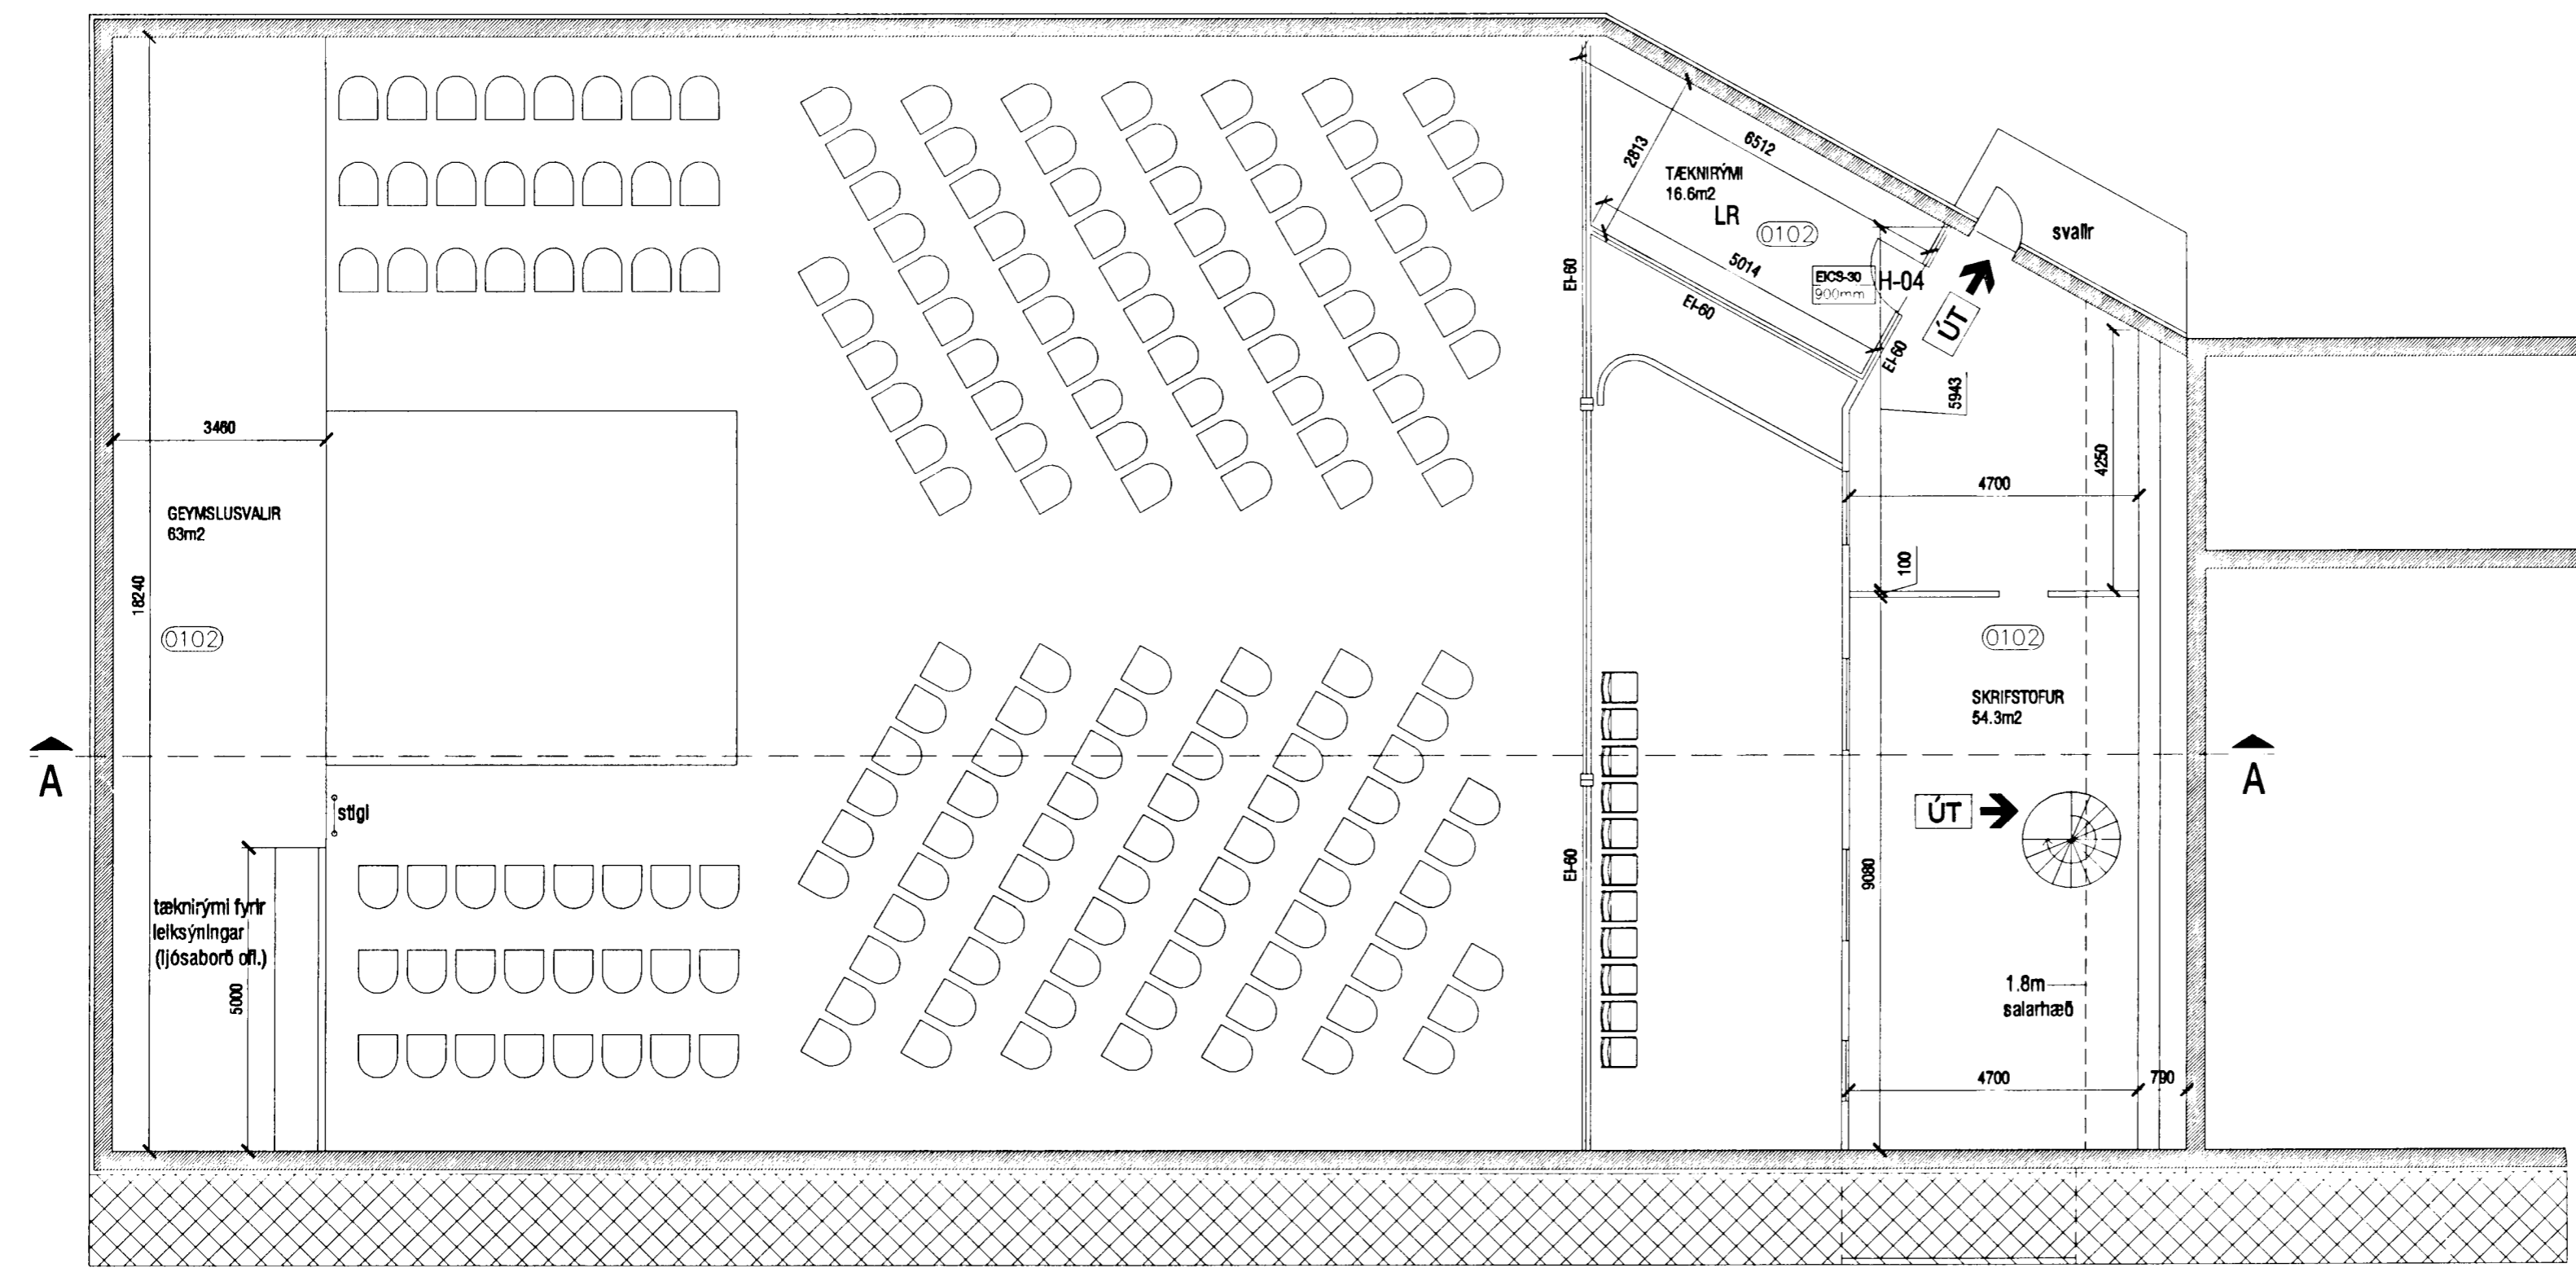 6512
2813
TÆKNIRÝMI
16.6m2
LR
0102
svalir
5014
EI-60
EICS-30
900mm
H-04
ÚT
EI-60
EI-60
5943
3460
4250
4700
GEYMSLUSVALIR
63m2
100
18240
0102
0102
SKRIFSTOFUR
54.3m2
A
A
stigi
ÚT
EI-60
9080
tæknirými fyrir
leiksýningar
(ljósaborð ofl.)
5000
1.8m
salarhæð
4700
790